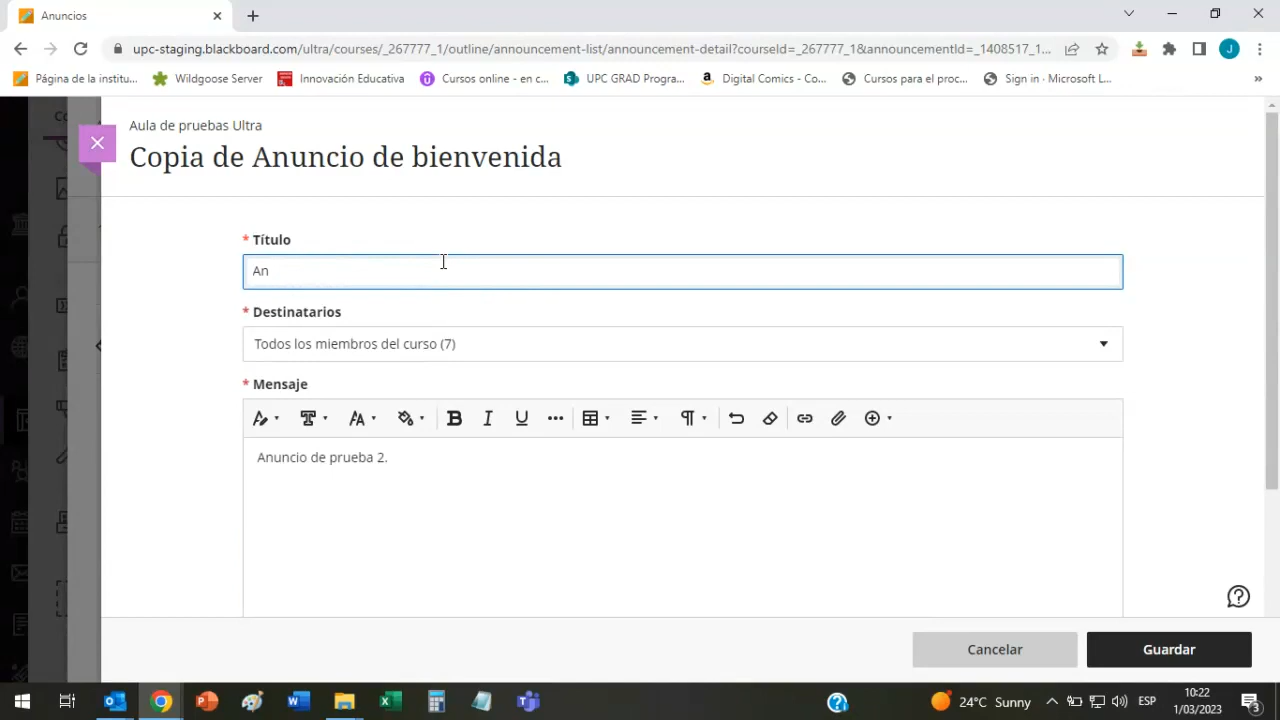 Anuncios
upc-staging.blackboard.com/ultra/courses/_267777_1/outline/announcement-list/announcement-detail?courseId=_267777_1&announcementId=_1408517_1...
J
Página de la institu...
Wildgoose Server
Innovación Educativa
Cursos online - en c...
UPC GRAD Progra...
Digital Comics - Co...
Cursos para el proc...
Sign in · Microsoft L...
»
Co
Aula de pruebas Ultra
Copia de Anuncio de bienvenida
* Título
An
* Destinatarios
Todos los miembros del curso (7)
* Mensaje
Anuncio de prueba 2.
Cancelar
Guardar
24°C Sunny
ESP
10:22
1/03/2023
3